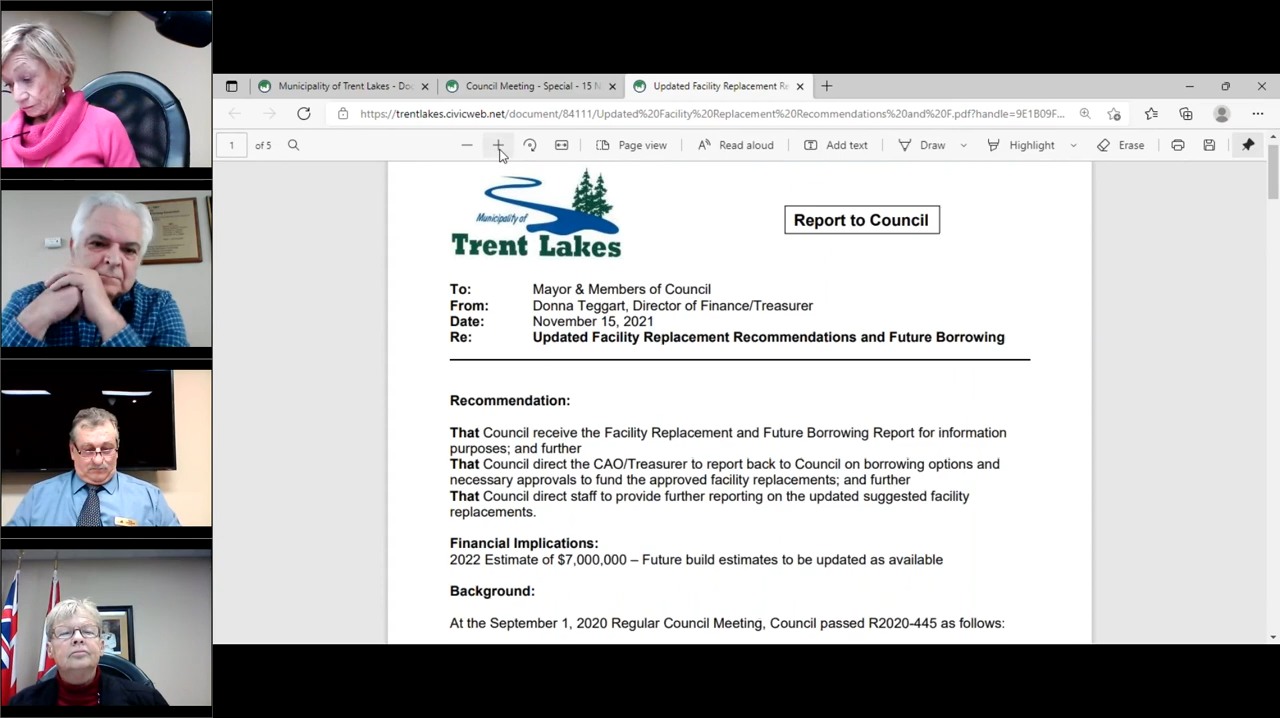 Municipality of Trent Lakes - Doc
Council Meeting - Special - 15 N
Updated Facility Replacement Re
https://trentlakes.civicweb.net/document/84111/Updated%20Facility%20Replacement%20Recommendations%20and%20F.pdf?handle=9E1B09F...
1 of 5
Page view
Read aloud
Add text
Draw
Highlight
Erase
Municipality of
Trent Lakes
Report to Council
To: Mayor & Members of Council
From: Donna Teggart, Director of Finance/Treasurer
Date: November 15, 2021
Re: Updated Facility Replacement Recommendations and Future Borrowing
Recommendation:
That Council receive the Facility Replacement and Future Borrowing Report for information
purposes; and further
That Council direct the CAO/Treasurer to report back to Council on borrowing options and
necessary approvals to fund the approved facility replacements; and further
That Council direct staff to provide further reporting on the updated suggested facility
replacements.
Financial Implications:
2022 Estimate of $7,000,000 – Future build estimates to be updated as available
Background:
At the September 1, 2020 Regular Council Meeting, Council passed R2020-445 as follows: